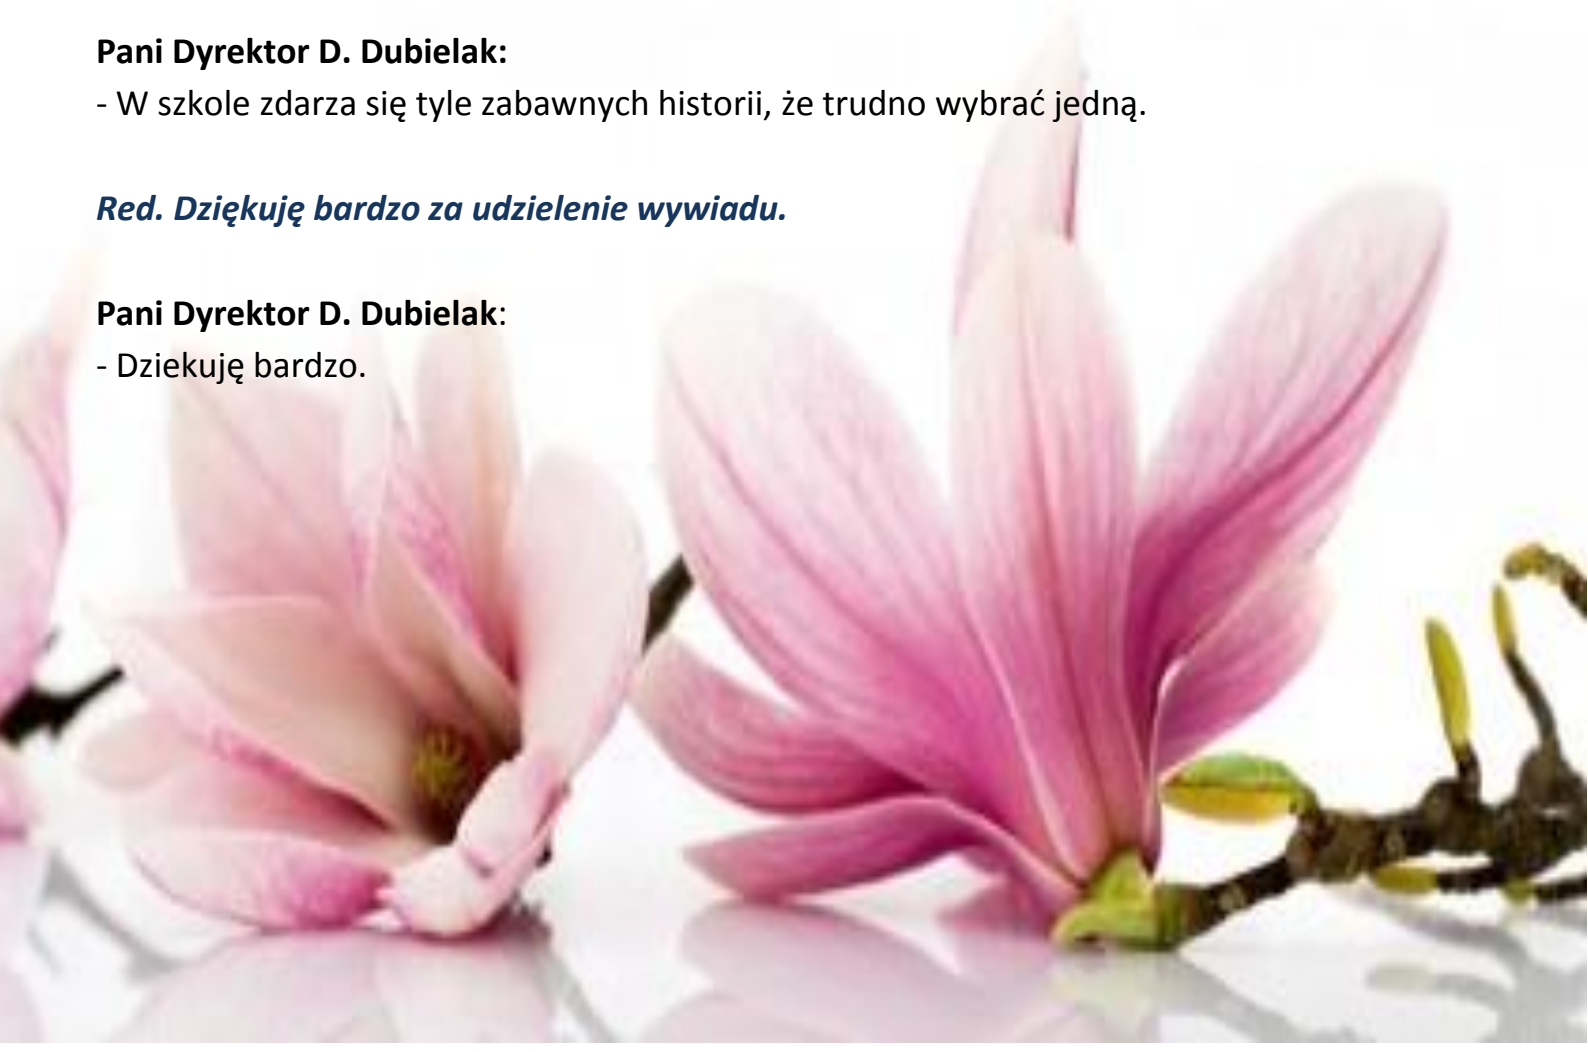 Pani Dyrektor D. Dubielak:
- W szkole zdarza się tyle zabawnych historii, że trudno wybrać jedną.
Red. Dziękuję bardzo za udzielenie wywiadu.
Pani Dyrektor D. Dubielak:
- Dziekuję bardzo.